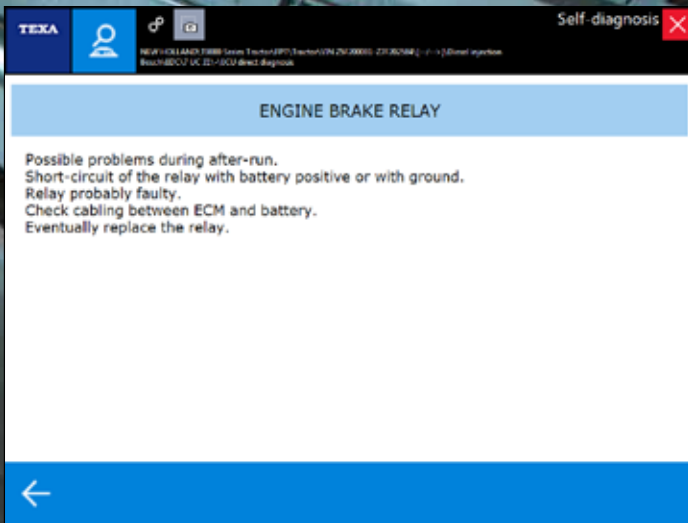 TEXA
Self-diagnosis
ENGINE BRAKE RELAY
Possible problems during after-run.
Short-circuit of the relay with battery positive or with ground.
Relay probably faulty.
Check cabling between ECM and battery.
Eventually replace the relay.